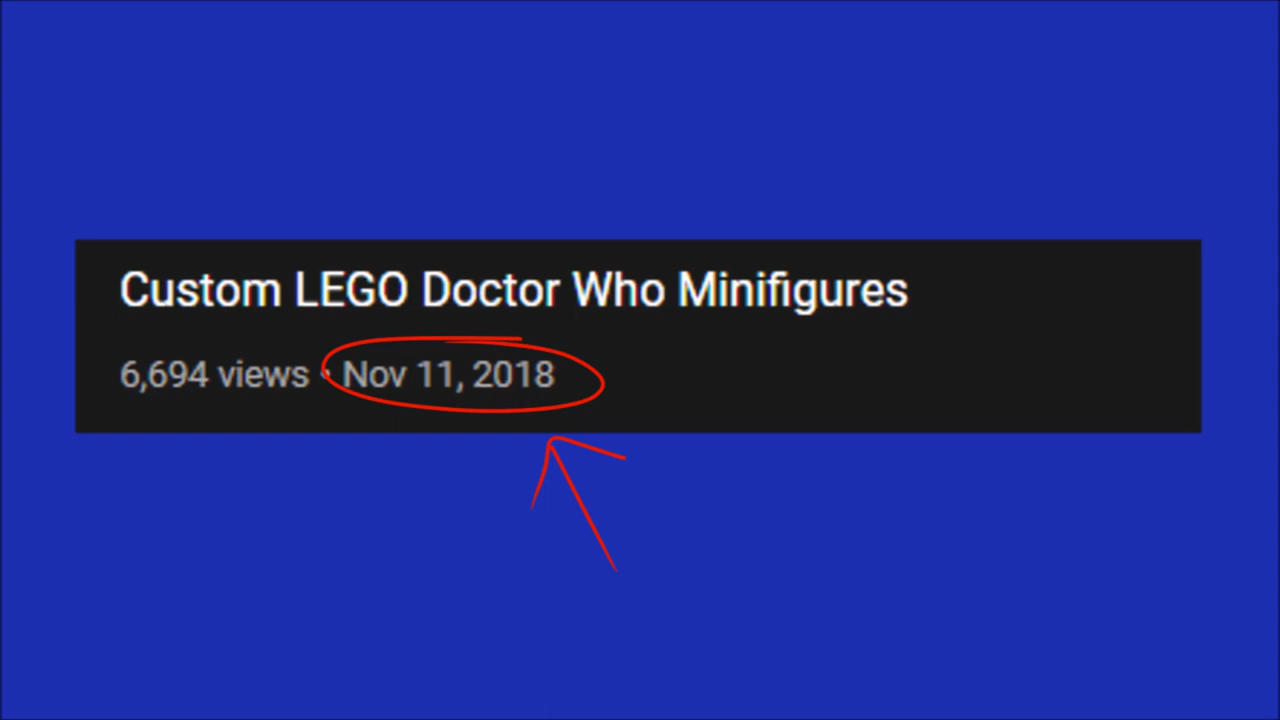 Custom LEGO Doctor Who Minifigures
6,694 views • Nov 11, 2018